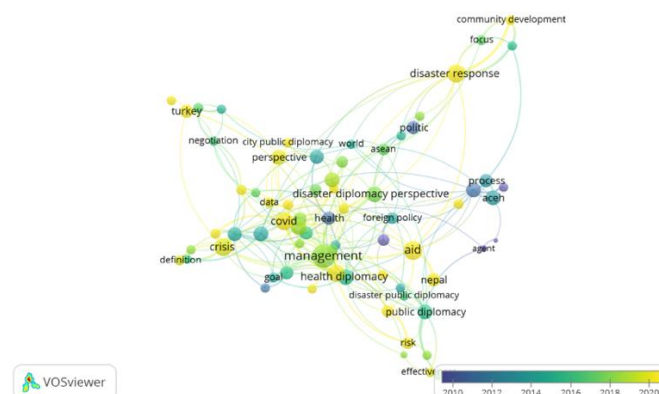 community development
focus
disaster response
turkey
politic
negotiation
city public diplomacy
world
asean
perspective
process
disaster diplomacy perspective
aceh
data
health
foreign policy
covid
crisis
aid
agent
management
definition
goal
health diplomacy
nepal
disaster public diplomacy
public diplomacy
risk
effective
VOSviewer
2010 2012 2014 2016 2018 2020